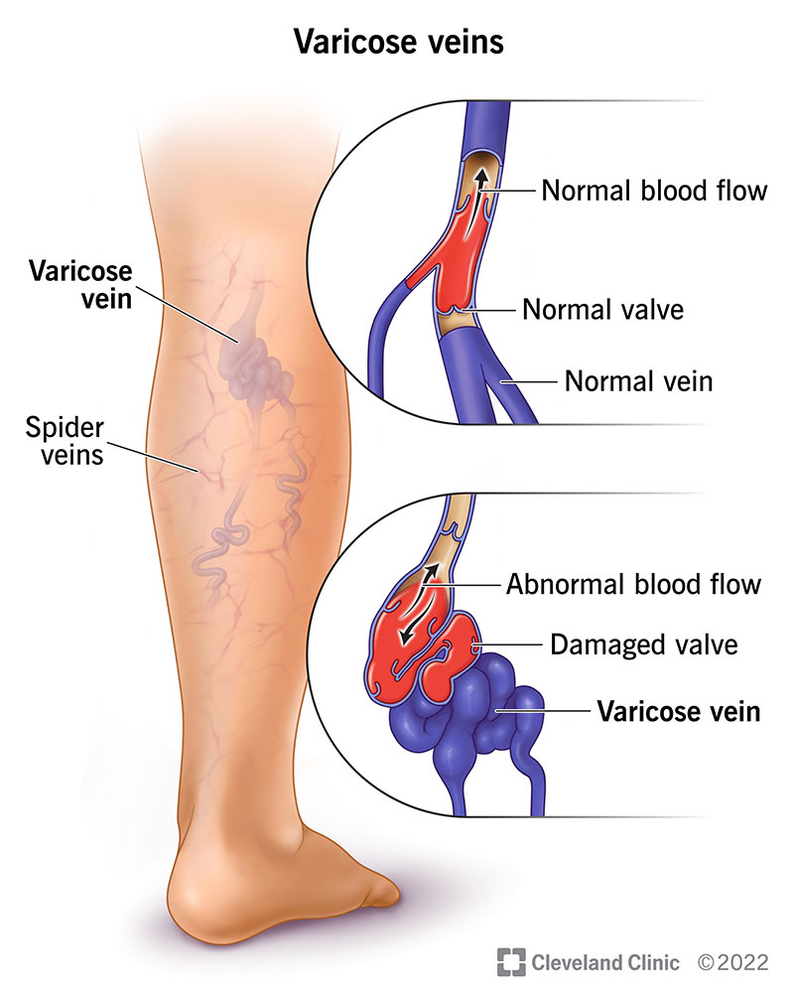 Varicose veins
Normal blood flow
Varicose
vein
Normal valve
Normal vein
Spider
veins
Abnormal blood flow
Damaged valve
Varicose vein
Cleveland Clinic ©2022